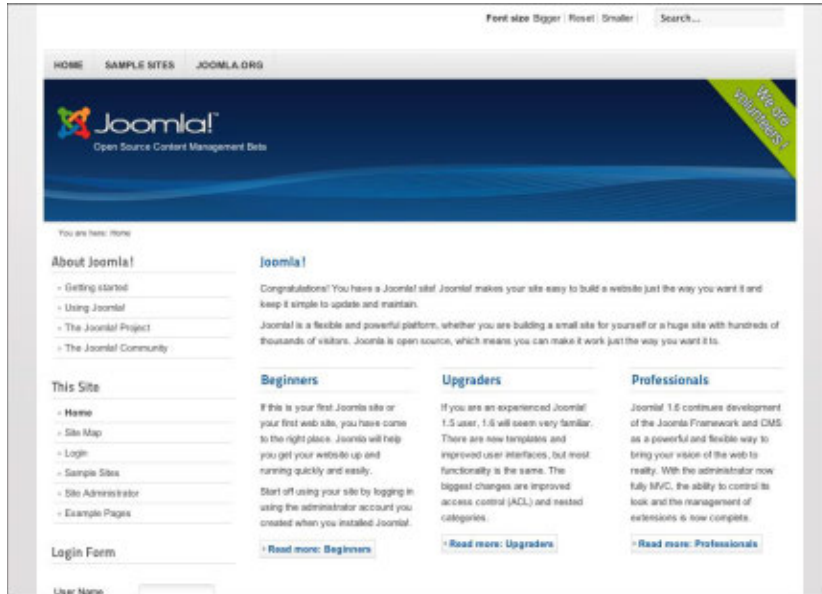 Font size Bigger | Reset | Smaller |
Search...
HOME SAMPLE SITES JOOMLA.ORG
We are
volunteers!
Joomla!™
Open Source Content Management Beta
You are here: Home
About Joomla!
Getting started
Using Joomla!
The Joomla! Project
The Joomla! Community
This Site
Home
Site Map
Login
Sample Sites
Site Administrator
Example Pages
Login Form
User Name
Joomla!
Congratulations! You have a Joomla! site! Joomla! makes your site easy to build a website just the way you want it and
keep it simple to update and maintain.
Joomla! is a flexible and powerful platform, whether you are building a small site for yourself or a huge site with hundreds of
thousands of visitors. Joomla is open source, which means you can make it work just the way you want it to.
Beginners
If this is your first Joomla site or
your first web site, you have come
to the right place. Joomla will help
you get your website up and
running quickly and easily.
Start off using your site by logging in
using the administrator account you
created when you installed Joomla!.
Read more: Beginners
Upgraders
If you are an experienced Joomla!
1.5 user, 1.6 will seem very familiar.
There are new templates and
improved user interfaces, but most
functionality is the same. The
biggest changes are improved
access control (ACL) and nested
categories.
Read more: Upgraders
Professionals
Joomla! 1.6 continues development
of the Joomla Framework and CMS
as a powerful and flexible way to
bring your vision of the web to
reality. With the administrator now
fully MVC, the ability to control its
look and the management of
extensions is now complete.
Read more: Professionals